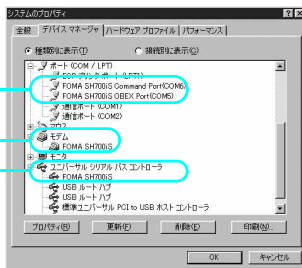 システムのプロパティ
全般 デバイス マネージャ ハードウェア プロファイル パフォーマンス
種類別に表示(T) 接続別に表示(C)
ポート (COM / LPT)
FOMA SH700iS Command Port(COM6)
FOMA SH700iS OBEX Port(COM5)
通信ポート (COM1)
通信ポート (COM2)
マウス
モデム
FOMA SH700iS
モニタ
ユニバーサル シリアル バス コントローラ
FOMA SH700iS
USB ルート ハブ
USB ルート ハブ
標準ユニバーサル PCI to USB ホスト コントローラ
プロパティ(R) 更新(F) 削除(E) 印刷(N)...
OK キャンセル